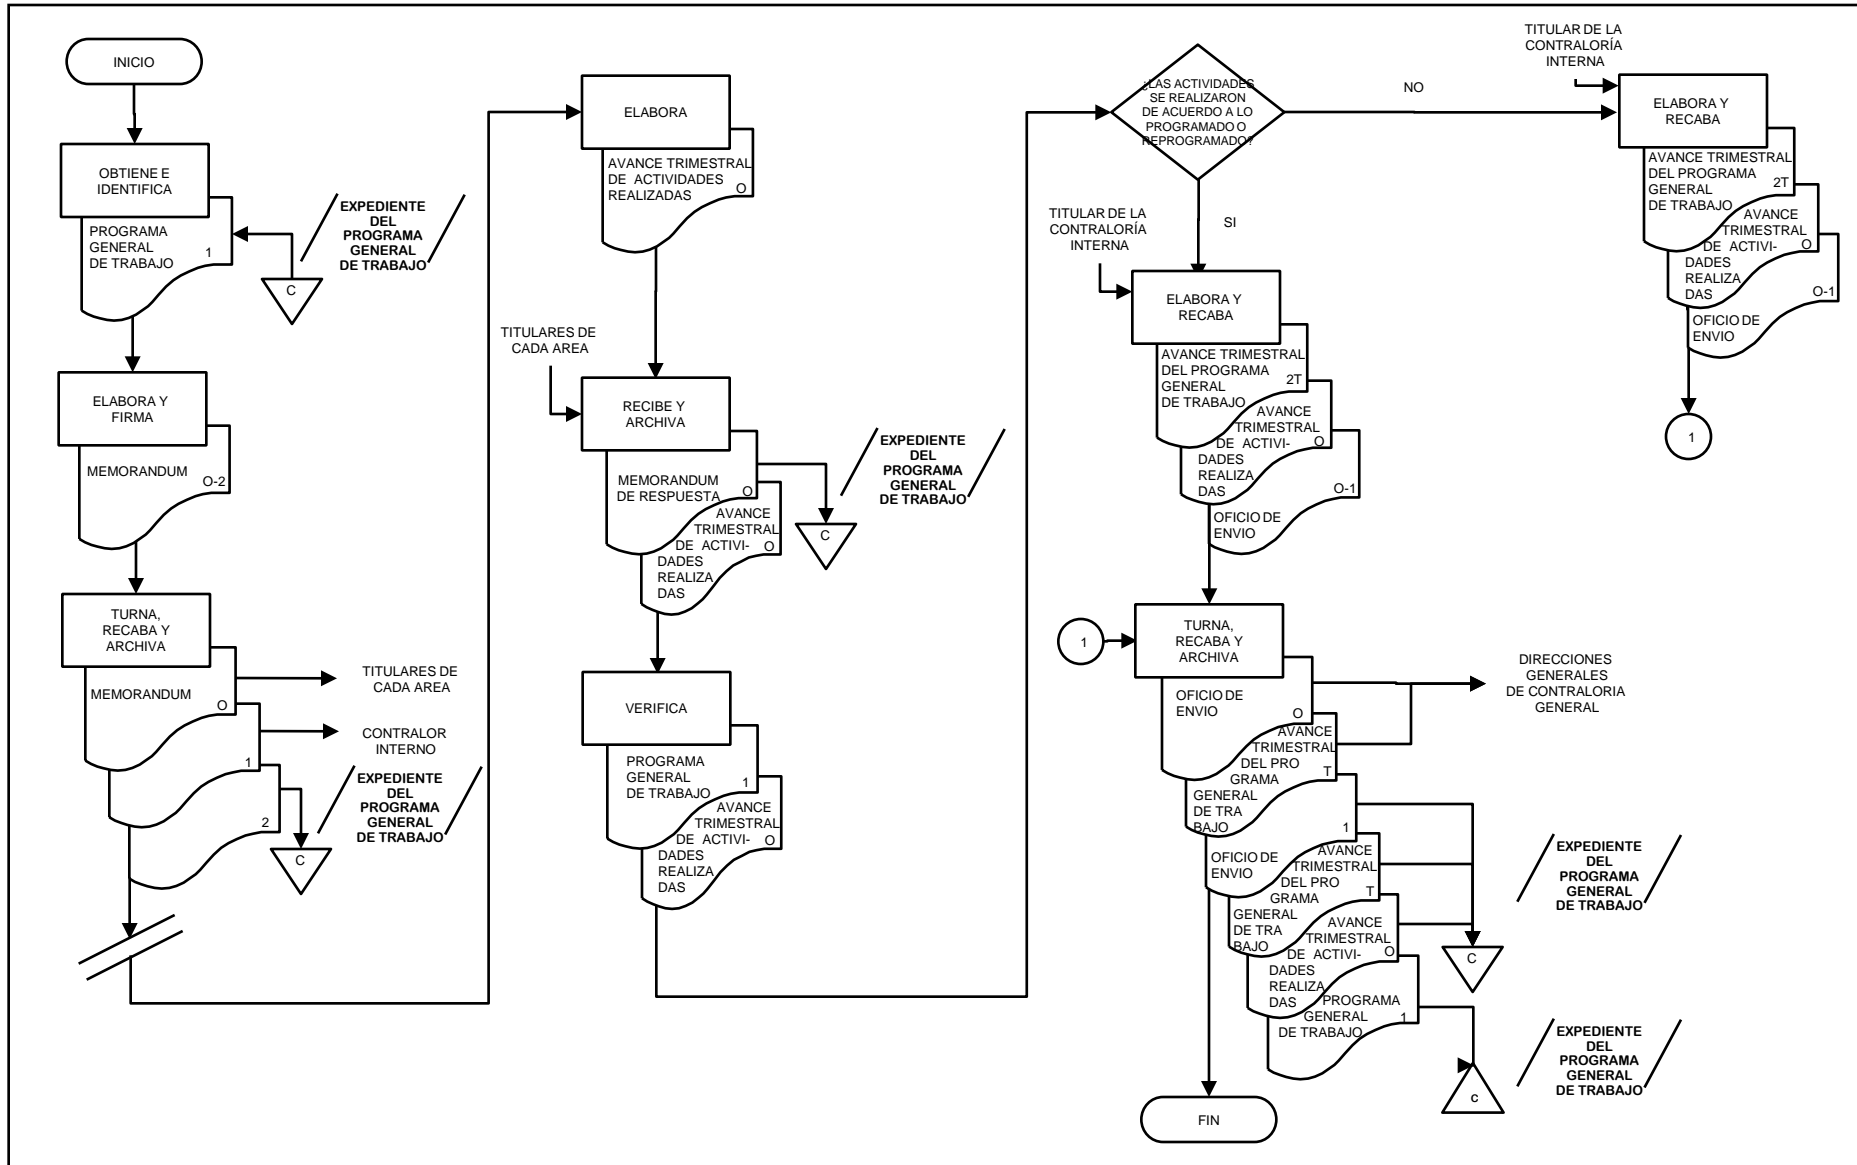 INICIO
OBTIENE E
IDENTIFICA
PROGRAMA
GENERAL
DE TRABAJO
1
C
EXPEDIENTE
DEL
PROGRAMA
GENERAL
DE TRABAJO
ELABORA Y
FIRMA
MEMORANDUM
O-2
TURNA,
RECABA Y
ARCHIVA
MEMORANDUM
O
1
2
TITULARES DE
CADA AREA
CONTRALOR
INTERNO
EXPEDIENTE
DEL
PROGRAMA
GENERAL
DE TRABAJO
C
ELABORA
AVANCE TRIMESTRAL
DE ACTIVIDADES
REALIZADAS
O
TITULARES DE
CADA AREA
RECIBE Y
ARCHIVA
MEMORANDUM
DE RESPUESTA
O
AVANCE
TRIMESTRAL
DE ACTIVI-
DADES
REALIZA
DAS
O
C
EXPEDIENTE
DEL
PROGRAMA
GENERAL
DE TRABAJO
VERIFICA
PROGRAMA
GENERAL
DE TRABAJO
1
AVANCE
TRIMESTRAL
DE ACTIVI-
DADES
REALIZA
DAS
O
¿LAS ACTIVIDADES
SE REALIZARON
DE ACUERDO A LO
PROGRAMADO O
REPROGRAMADO?
NO
SI
TITULAR DE LA
CONTRALORÍA
INTERNA
ELABORA Y
RECABA
AVANCE TRIMESTRAL
DEL PROGRAMA
GENERAL
DE TRABAJO
2T
AVANCE
TRIMESTRAL
DE ACTIVI-
DADES
REALIZA
DAS
O
OFICIO DE
ENVIO
O-1
TITULAR DE LA
CONTRALORÍA
INTERNA
ELABORA Y
RECABA
AVANCE TRIMESTRAL
DEL PROGRAMA
GENERAL
DE TRABAJO
2T
AVANCE
TRIMESTRAL
DE ACTIVI-
DADES
REALIZA
DAS
O
OFICIO DE
ENVIO
O-1
1
1
TURNA,
RECABA Y
ARCHIVA
OFICIO DE
ENVIO
O
AVANCE
TRIMESTRAL
DEL PRO
GRAMA
GENERAL
DE TRA
BAJO
T
OFICIO DE
ENVIO
1
AVANCE
TRIMESTRAL
DEL PRO
GRAMA
GENERAL
DE TRA
BAJO
T
AVANCE
TRIMESTRAL
DE ACTIVI-
DADES
REALIZA
DAS
O
PROGRAMA
GENERAL
DE TRABAJO
1
DIRECCIONES
GENERALES
DE CONTRALORIA
GENERAL
EXPEDIENTE
DEL
PROGRAMA
GENERAL
DE TRABAJO
C
EXPEDIENTE
DEL
PROGRAMA
GENERAL
DE TRABAJO
c
FIN